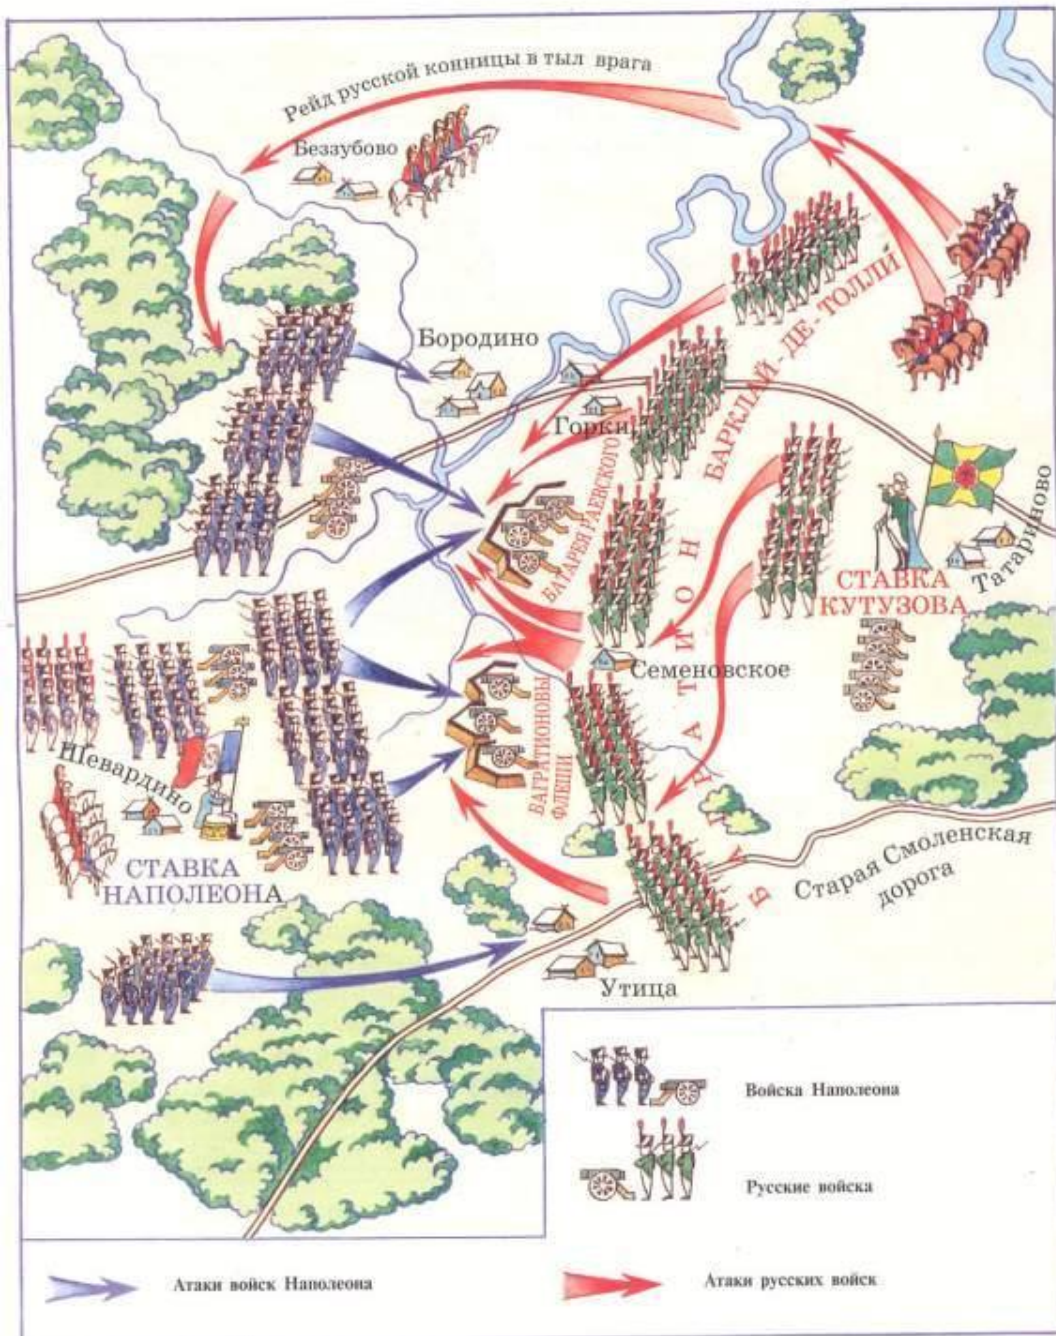 Рейд русской конницы в тыл врага
Беззубово
Бородино
Горки
БАРКЛАЙ - ДЕ - ТОЛЛИ́
БАТАРЕЯ РАЕВСКОГО
Татариново
СТАВКА
КУТУЗОВА
БАГРАТИОН
Семеновское
Шевардино
БАГРАТИОНОВЫ
ФЛЕШИ
СТАВКА
НАПОЛЕОНА
Старая Смоленская
дорога
Утица
Войска Наполеона
Русские войска
Атаки войск Наполеона
Атаки русских войск